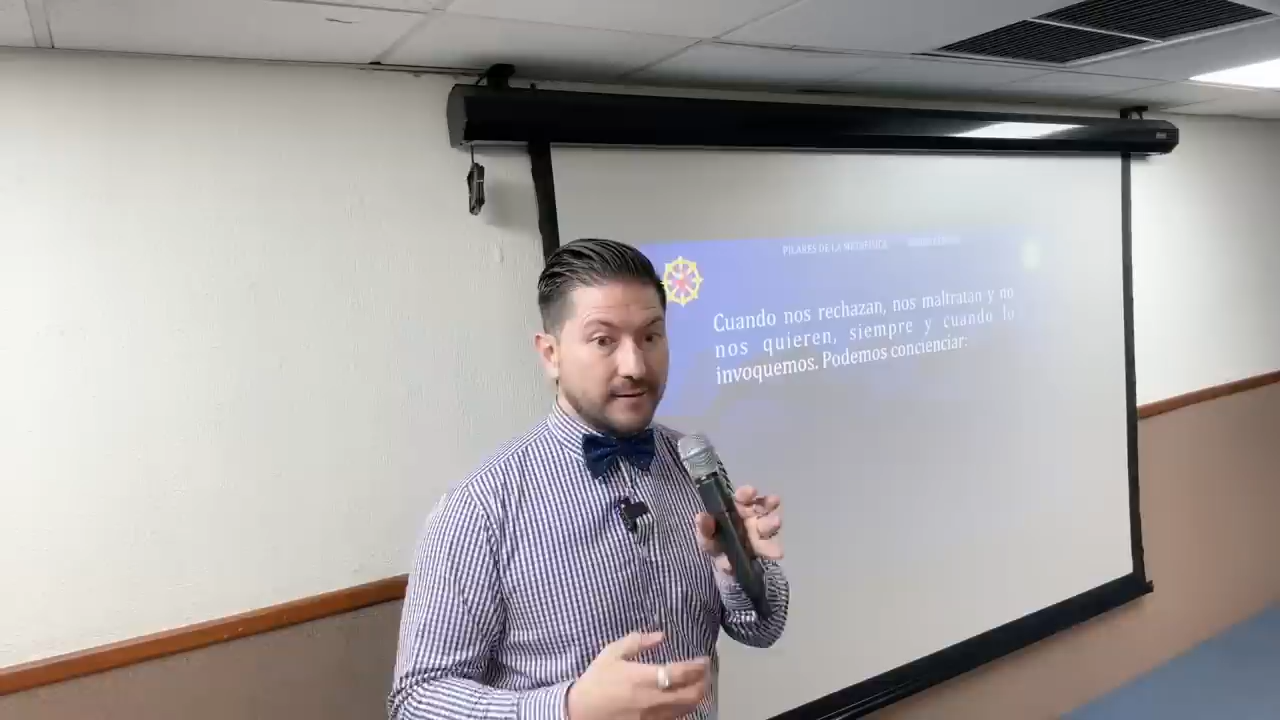 PILARES DE LA METAFÍSICA
Cuando nos rechazan, nos maltratan y no
nos quieren, siempre y cuando lo
invoquemos. Podemos concienciar: